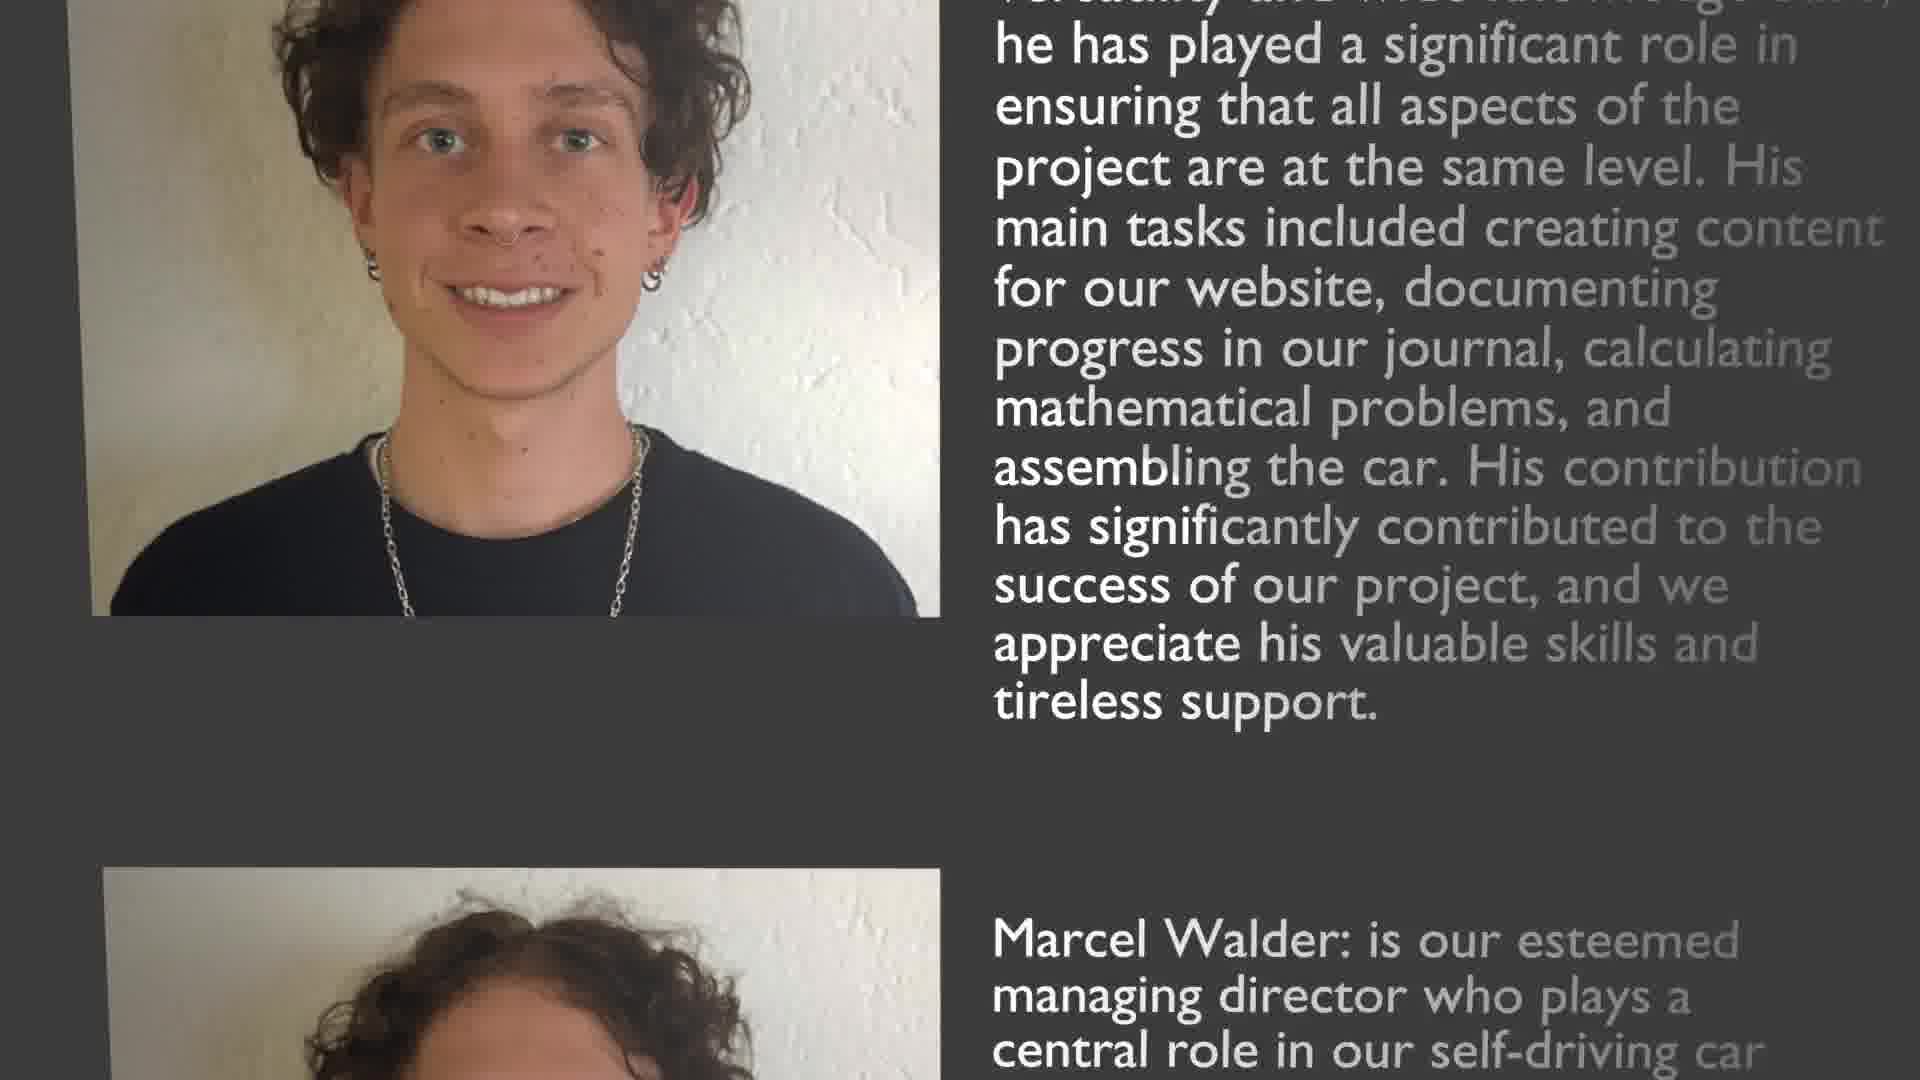 he has played a significant role in
ensuring that all aspects of the
project are at the same level. His
main tasks included creating content
for our website, documenting
progress in our journal, calculating
mathematical problems, and
assembling the car. His contribution
has significantly contributed to the
success of our project, and we
appreciate his valuable skills and
tireless support.
Marcel Walder: is our esteemed
managing director who plays a
central role in our self-driving car